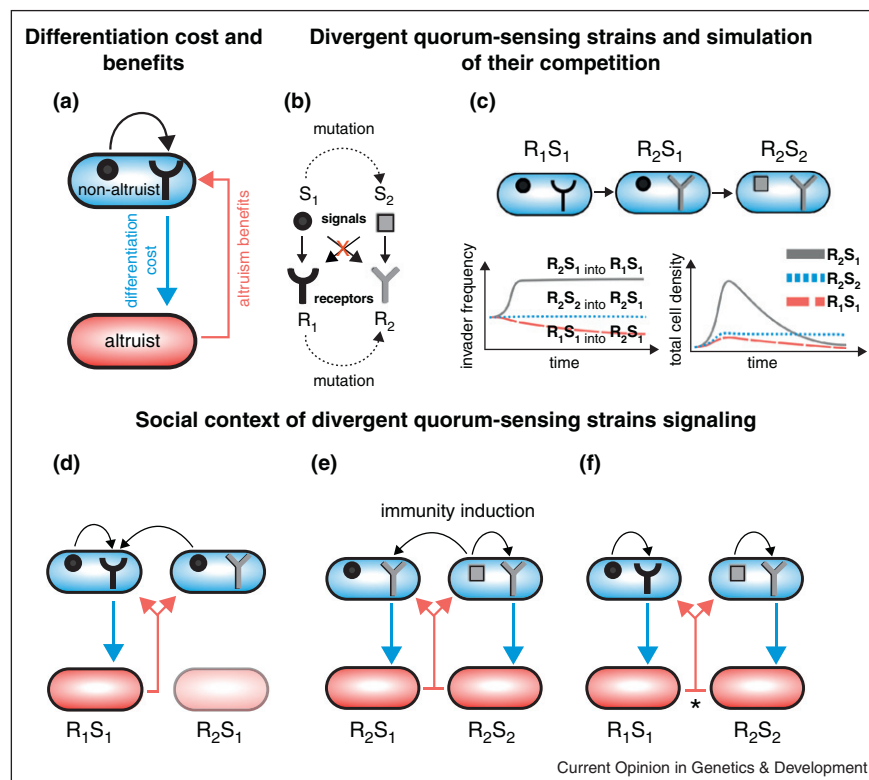 Differentiation cost and
benefits
Divergent quorum-sensing strains and simulation
of their competition
(a)
non-altruist
differentiation
cost
altruism benefits
altruist
(b)
mutation
S₁
S₂
signals
X
receptors
R₁
R₂
mutation
(c)
R₁S₁
R₂S₁
R₂S₂
invader frequency
R₂S₁ into R₁S₁
R₂S₂ into R₂S₁
R₁S₁ into R₂S₁
time
total cell density
R₂S₁
R₂S₂
R₁S₁
time
Social context of divergent quorum-sensing strains signaling
(d)
R₁S₁
R₂S₁
(e)
immunity induction
R₂S₁
R₂S₂
(f)
*
R₁S₁
R₂S₂
Current Opinion in Genetics & Development